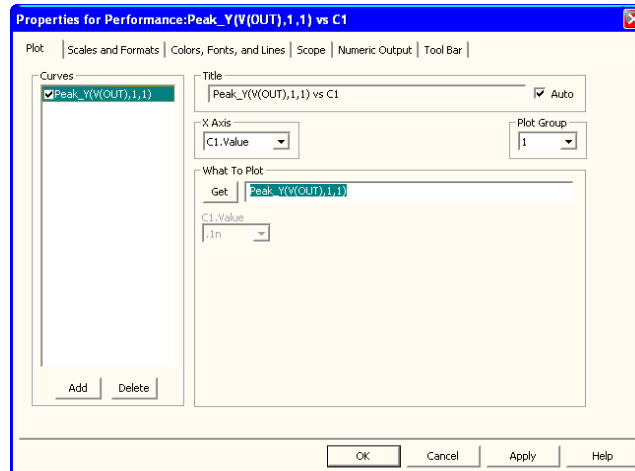 Properties for Performance:Peak_Y(V(OUT),1,1) vs C1
Plot Scales and Formats Colors, Fonts, and Lines Scope Numeric Output Tool Bar
Curves
Peak_Y(V(OUT),1,1)
Title
Peak_Y(V(OUT),1,1) vs C1
Auto
X Axis
C1.Value
Plot Group
1
What To Plot
Get
Peak_Y(V(OUT),1,1)
C1.Value
.1n
Add
Delete
OK
Cancel
Apply
Help